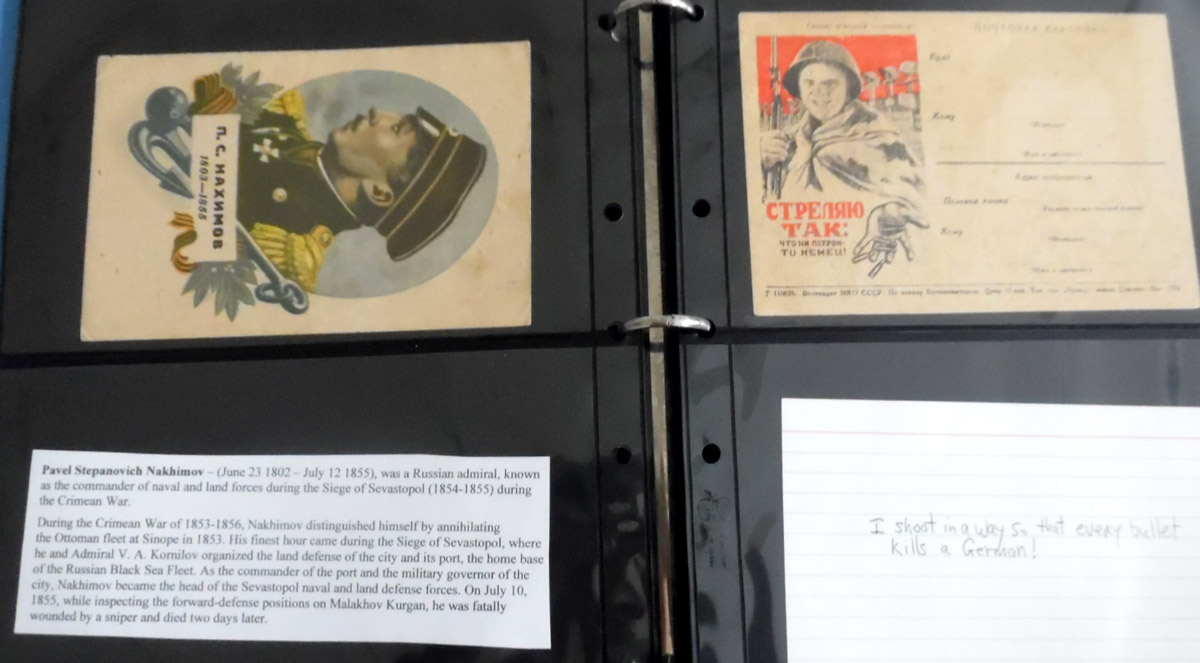 П. С. НАХИМОВ
1803—1855
ПОЧТОВАЯ КАРТОЧКА
Куда
Кому
СТРЕЛЯЮ
ТАК:
ЧТО НИ ПАТРОН-
ТО НЕМЕЦ!
Адрес отправителя
Полевая почта
Кому
Pavel Stepanovich Nakhimov – (June 23 1802 – July 12 1855), was a Russian admiral, known
as the commander of naval and land forces during the Siege of Sevastopol (1854-1855) during
the Crimean War.
During the Crimean War of 1853-1856, Nakhimov distinguished himself by annihilating
the Ottoman fleet at Sinope in 1853. His finest hour came during the Siege of Sevastopol, where
he and Admiral V. A. Kornilov organized the land defense of the city and its port, the home base
of the Russian Black Sea Fleet. As the commander of the port and the military governor of the
city, Nakhimov became the head of the Sevastopol naval and land defense forces. On July 10,
1855, while inspecting the forward-defense positions on Malakhov Kurgan, he was fatally
wounded by a sniper and died two days later.
I shoot in a way so that every bullet
kills a German!